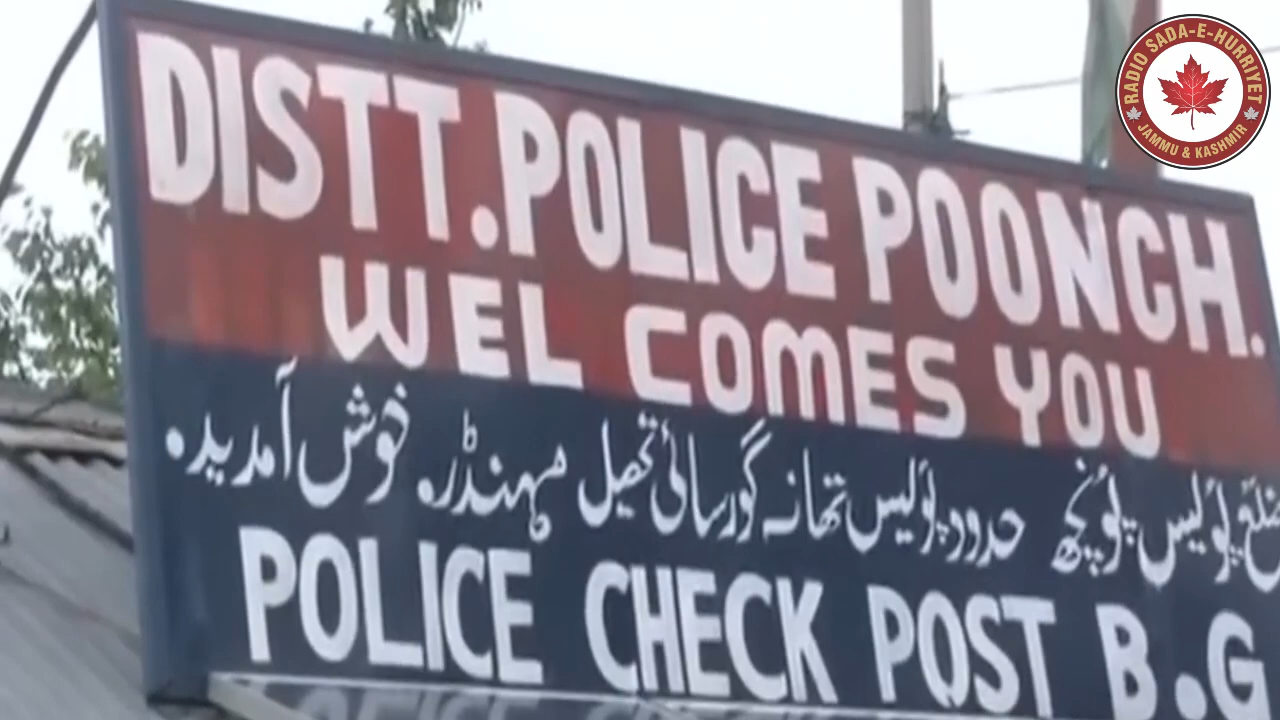 DISTT.POLICE POONCH.
WEL COMES YOU
ضلع پولیس پونچھ حدود پولیس تھانہ گورسائی تحصیل مہنڈر۔ خوش آمدید۔
POLICE CHECK POST B.G
RADIO SADA-E-HURRIYET
JAMMU & KASHMIR